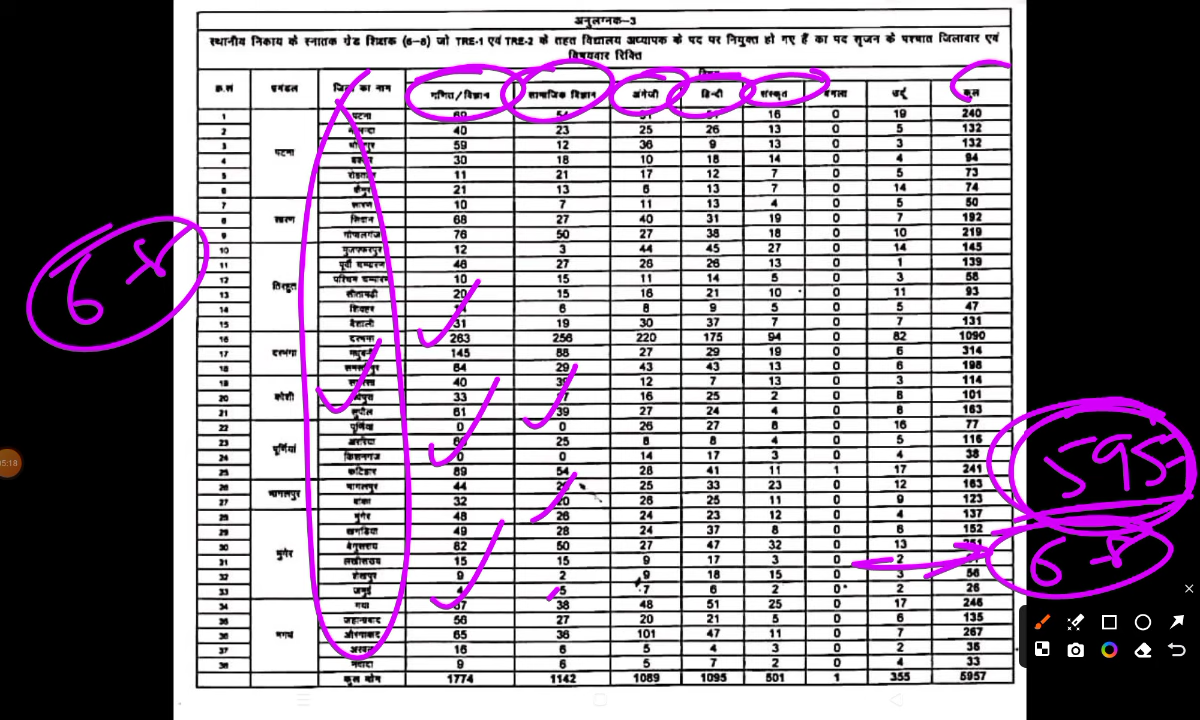 अनुलग्नक-3
स्थानीय निकाय के स्नातक ग्रेड शिक्षक (6-8) जो TRE-1 एवं TRE-2 के तहत विद्यालय अध्यापक के पद पर नियुक्त हो गए हैं का पद सृजन के पश्चात जिलावार एवं
विषयवार रिक्ति
क्र.सं प्रमंडल जिला का नाम गणित/विज्ञान सामाजिक विज्ञान अंग्रेजी हिन्दी संस्कृत बंगला उर्दू कुल
1 पटना 16 0 19 240
2 40 23 25 26 13 0 5 132
3 पटना 59 12 36 9 13 0 3 132
4 30 18 10 18 14 0 4 94
5 11 21 17 12 7 0 5 73
6 कैमूर 21 13 6 13 7 0 14 74
7 सारण सारण 10 7 11 13 4 0 5 50
8 सिवान 68 27 40 31 19 0 7 192
9 गोपालगंज 76 50 27 38 18 0 10 219
10 तिरहुत मुजफ्फरपुर 12 3 44 45 27 0 14 145
11 पूर्वी चम्पारण 46 27 26 26 13 0 1 139
12 पश्चिम चम्पारण 10 15 11 14 5 0 3 58
13 सीतामढ़ी 20 15 16 21 10 0 11 93
14 शिवहर 6 8 9 5 0 5 47
15 वैशाली 31 19 30 37 7 0 7 131
16 दरभंगा दरभंगा 263 256 220 175 94 0 82 1090
17 मधुबनी 145 88 27 29 19 0 6 314
18 64 29 43 43 13 0 6 198
19 कोशी 40 39 12 7 13 0 3 114
20 33 16 25 2 0 8 101
21 सुपौल 61 39 27 24 4 0 8 163
22 पूर्णियां पूर्णिया 0 0 26 27 8 0 16 77
23 अररिया 25 8 8 4 0 5 116
24 किशनगंज 0 0 14 17 3 0 4 38
25 कटिहार 89 54 28 41 11 1 17 241
26 भागलपुर भागलपुर 44 25 33 23 0 12 163
27 बांका 32 20 26 25 11 0 9 123
28 मुंगेर मुंगेर 48 26 24 23 12 0 4 137
29 खगड़िया 49 28 24 37 8 0 6 152
30 बेगुसराय 82 50 27 47 32 0 13
31 लखीसराय 15 15 9 17 3 0 2
32 शेखपुरा 9 2 9 18 15 0 3 56
33 जमुई 4 5 7 6 2 0 2 26
34 मगध गया 38 48 51 25 0 17 246
35 जहानाबाद 56 27 20 21 5 0 6 135
36 औरंगाबाद 65 36 101 47 11 0 7 267
37 अरवल 16 6 5 4 3 0 2 36
38 नवादा 9 6 5 7 2 0 4 33
कुल योग 1774 1142 1089 1095 501 1 355 5957
6-8
595
6-8
05:18